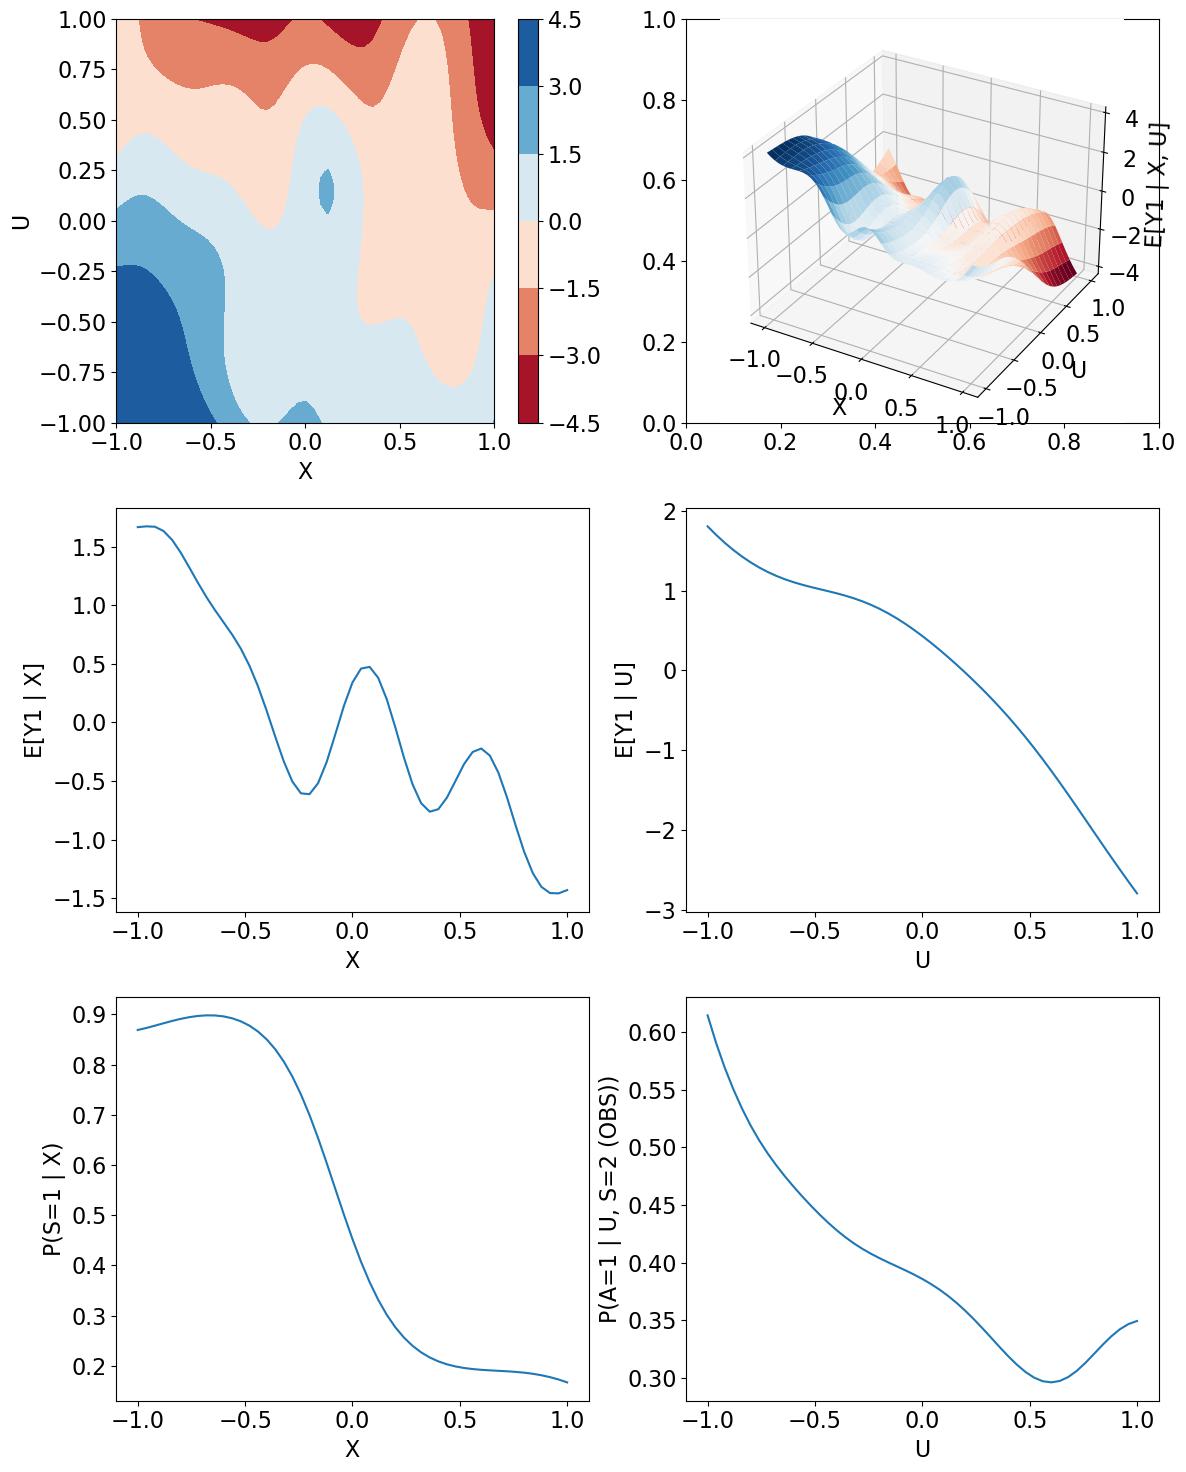 1.00
0.75
0.50
0.25
0.00
−0.25
−0.50
−0.75
−1.00
U
−1.0 −0.5 0.0 0.5 1.0
X
4.5
3.0
1.5
0.0
−1.5
−3.0
−4.5
1.0
0.8
0.6
0.4
0.2
0.0
0.0 0.2 0.4 0.6 0.8 1.0
−1.0 −0.5 0.0 0.5 1.0
X
−1.0 −0.5 0.0 0.5 1.0
U
4
2
0
−2
−4
E[Y1 | X, U]
1.5
1.0
0.5
0.0
−0.5
−1.0
−1.5
E[Y1 | X]
−1.0 −0.5 0.0 0.5 1.0
X
2
1
0
−1
−2
−3
E[Y1 | U]
−1.0 −0.5 0.0 0.5 1.0
U
0.9
0.8
0.7
0.6
0.5
0.4
0.3
0.2
P(S=1 | X)
−1.0 −0.5 0.0 0.5 1.0
X
0.60
0.55
0.50
0.45
0.40
0.35
0.30
P(A=1 | U, S=2 (OBS))
−1.0 −0.5 0.0 0.5 1.0
U